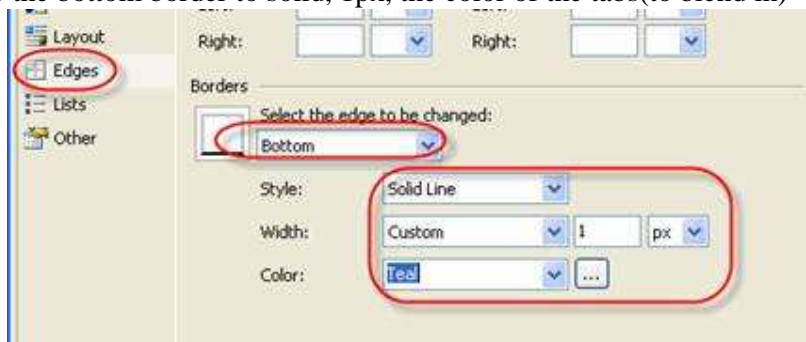 the bottom border to solid, 1px, the color of the tabs(to blend in)
Layout
Edges
Lists
Other
Right:
Right:
Borders
Select the edge to be changed:
Bottom
Style: Solid Line
Width: Custom 1 px
Color: Teal ...